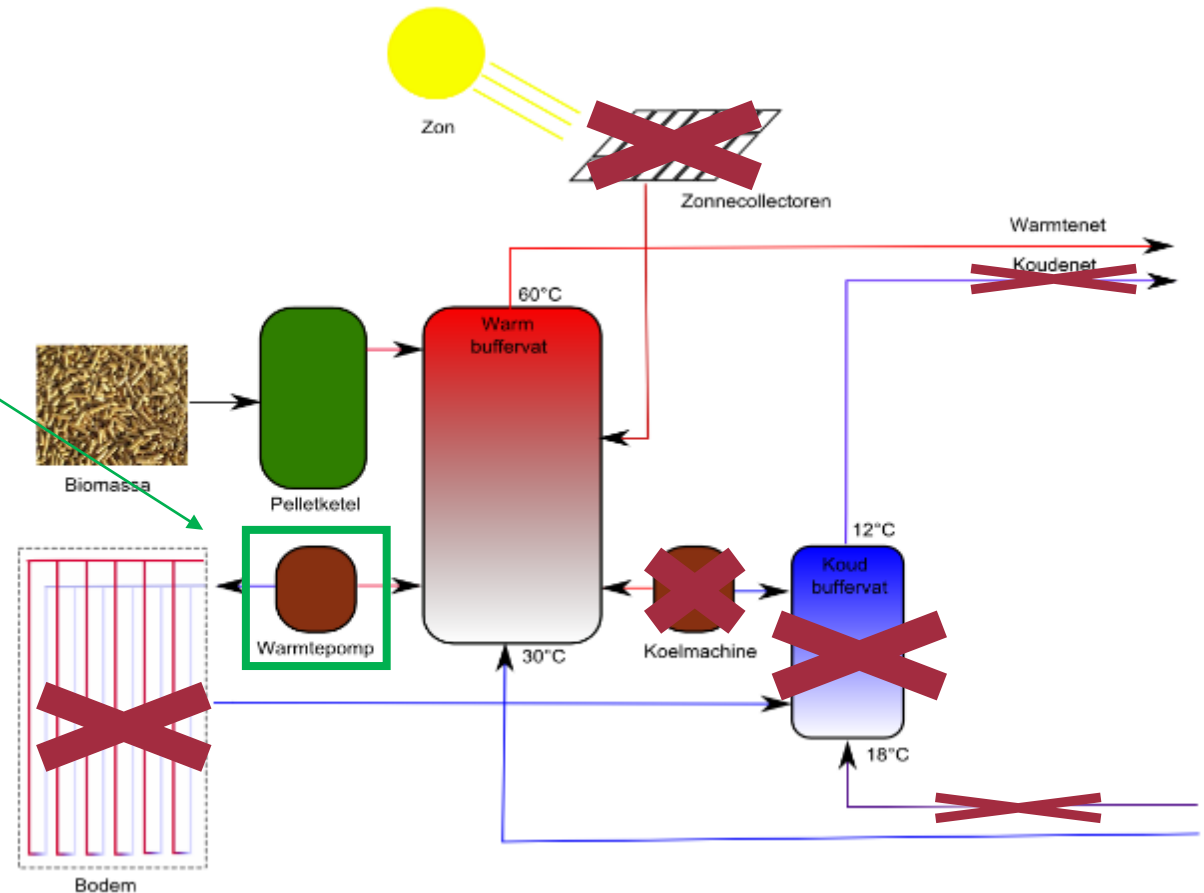 Zon
Zonnecollectoren
Warmtenet
Koudenet
60°C
Warm
buffervat
Biomassa
Pelletketel
12°C
Koud
buffervat
Warmtepomp
30°C
Koelmachine
18°C
Bodem